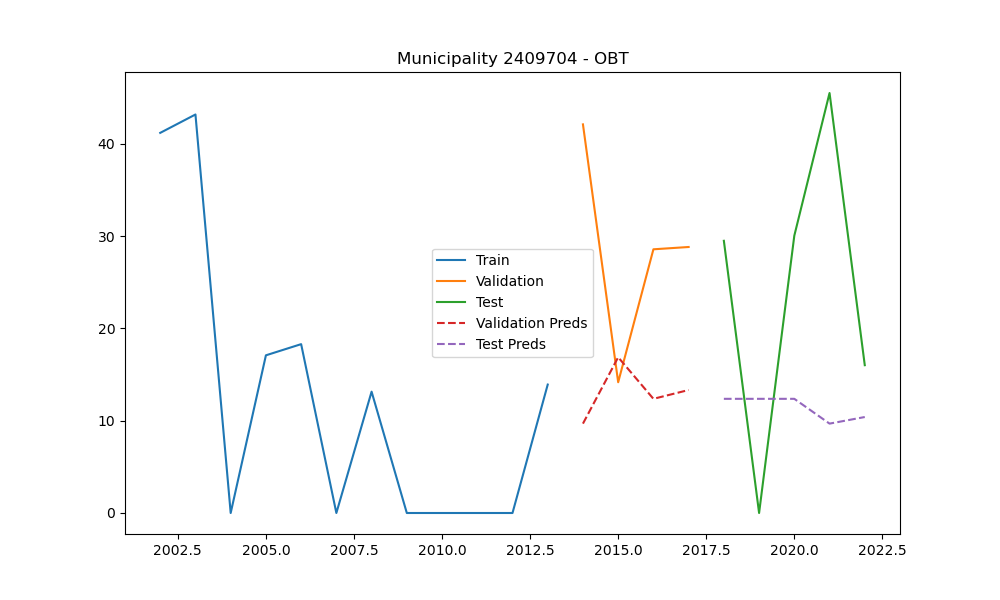 Municipality 2409704 - OBT
40
30
20
10
0
Train
Validation
Test
Validation Preds
Test Preds
2002.5 2005.0 2007.5 2010.0 2012.5 2015.0 2017.5 2020.0 2022.5